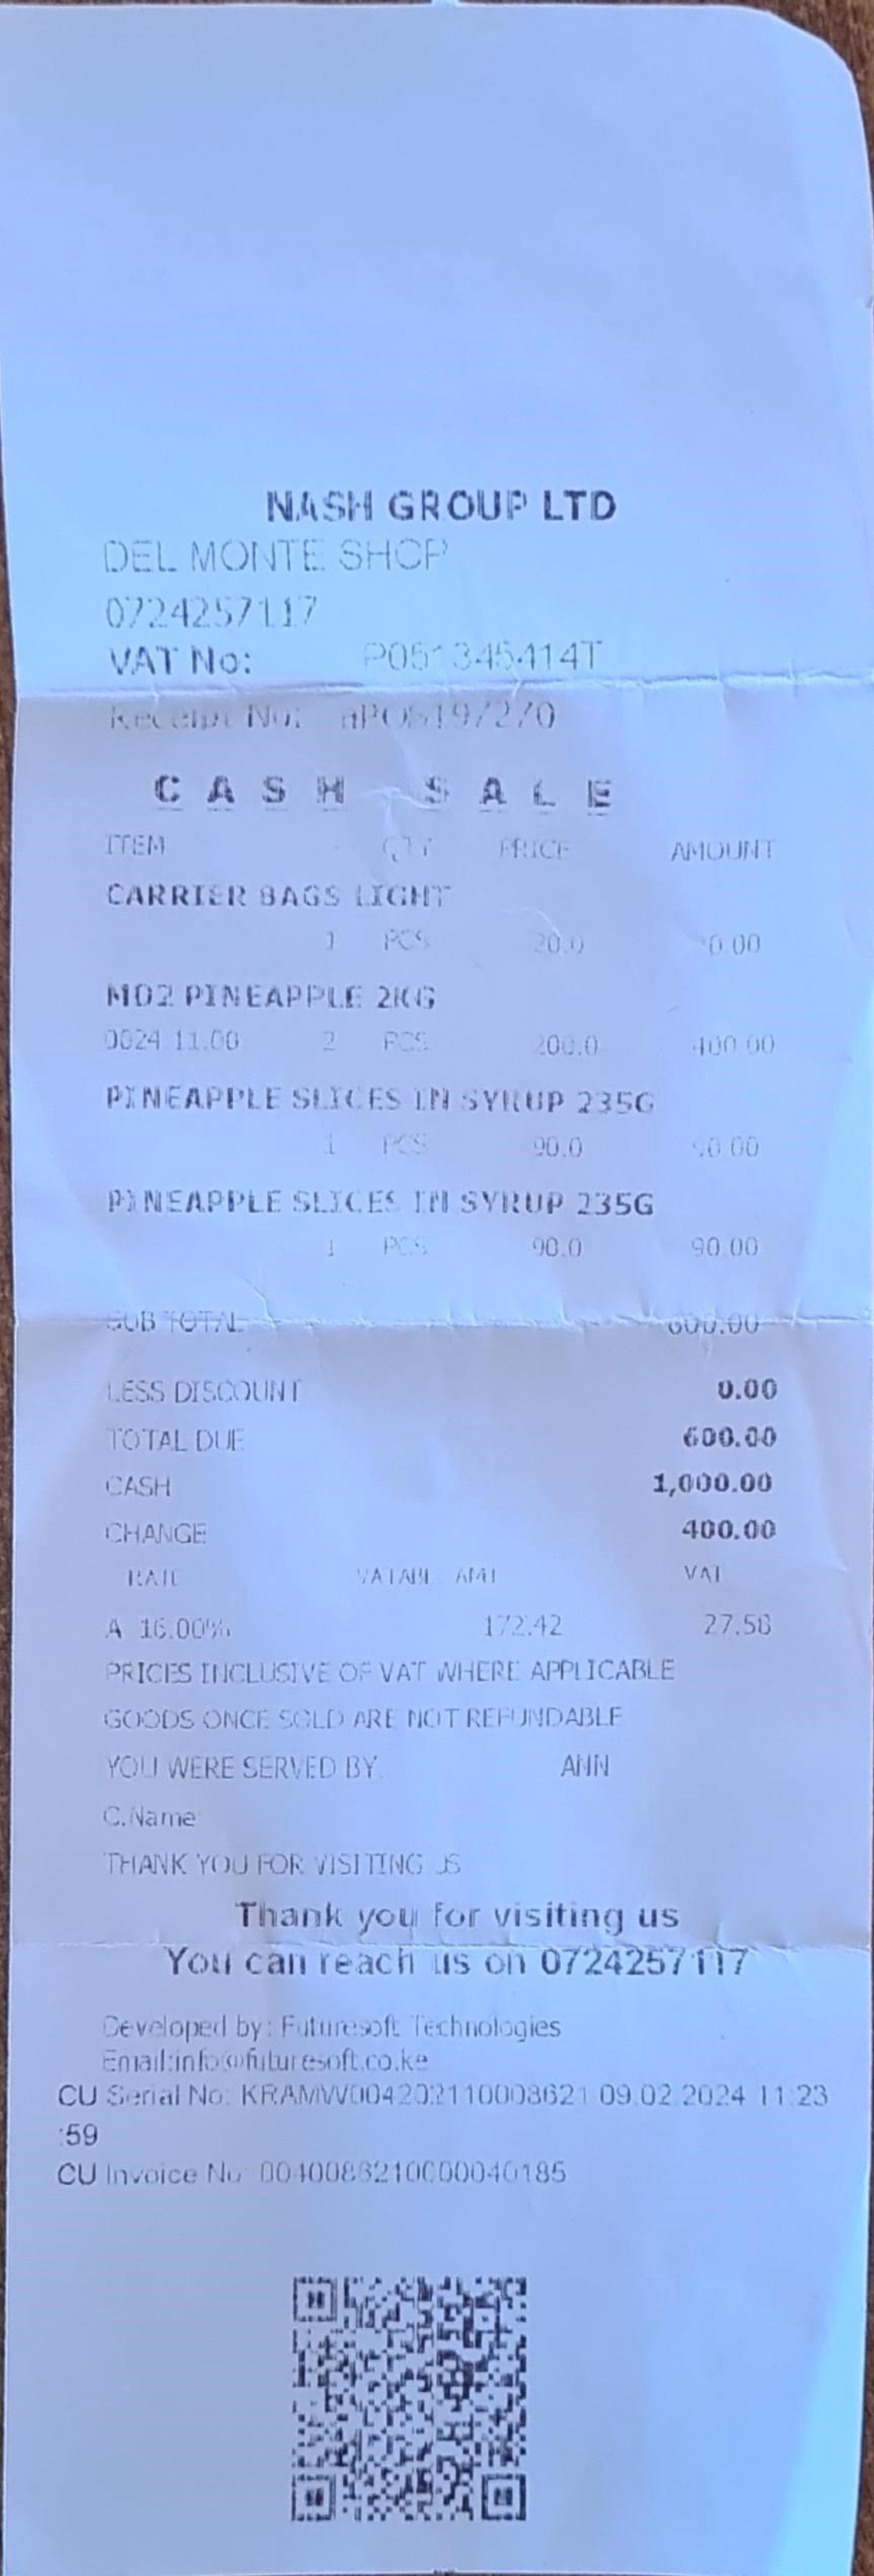 NASH GROUP LTD
DEL MONTE SHOP
0724257117
VAT No: P051345414T
Receipt No:
CASH SALE
ITEM QTY PRICE AMOUNT
CARRIER BAGS LIGHT
1 PCS 20.0 0.00
MD2 PINEAPPLE 2KG
0024.11.00 2 PCS 200.0 400.00
PINEAPPLE SLICES IN SYRUP 235G
1 PCS 90.0 90.00
PINEAPPLE SLICES IN SYRUP 235G
1 PCS 90.0 90.00
SUB TOTAL 600.00
LESS DISCOUNT 0.00
TOTAL DUE 600.00
CASH 1,000.00
CHANGE 400.00
RATE VATABLE AMT VAT
A 16.00% 172.42 27.58
PRICES INCLUSIVE OF VAT WHERE APPLICABLE
GOODS ONCE SOLD ARE NOT REFUNDABLE
YOU WERE SERVED BY. ANN
C.Name
THANK YOU FOR VISITING US
Thank you for visiting us
You can reach us on 0724257117
Developed by: Futuresoft Technologies
Email:info@futuresoft.co.ke
CU Serial No: KRAMW004202110008621 09.02.2024 11:23
:59
CU Invoice No: 0040086210000040185